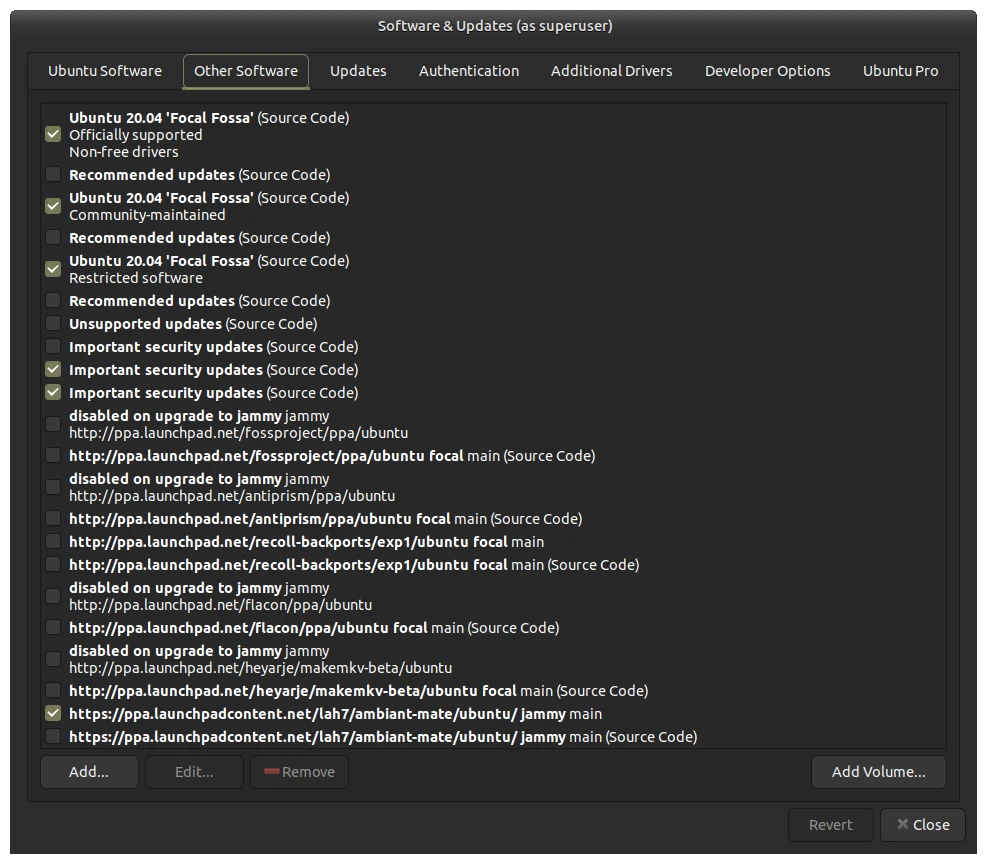 Software & Updates (as superuser)
Ubuntu Software
Other Software
Updates
Authentication
Additional Drivers
Developer Options
Ubuntu Pro
Ubuntu 20.04 'Focal Fossa' (Source Code)
Officially supported
Non-free drivers
Recommended updates (Source Code)
Ubuntu 20.04 'Focal Fossa' (Source Code)
Community-maintained
Recommended updates (Source Code)
Ubuntu 20.04 'Focal Fossa' (Source Code)
Restricted software
Recommended updates (Source Code)
Unsupported updates (Source Code)
Important security updates (Source Code)
Important security updates (Source Code)
Important security updates (Source Code)
disabled on upgrade to jammy jammy
http://ppa.launchpad.net/fossproject/ppa/ubuntu
http://ppa.launchpad.net/fossproject/ppa/ubuntu focal main (Source Code)
disabled on upgrade to jammy jammy
http://ppa.launchpad.net/antiprism/ppa/ubuntu
http://ppa.launchpad.net/antiprism/ppa/ubuntu focal main (Source Code)
http://ppa.launchpad.net/recoll-backports/exp1/ubuntu focal main
http://ppa.launchpad.net/recoll-backports/exp1/ubuntu focal main (Source Code)
disabled on upgrade to jammy jammy
http://ppa.launchpad.net/flacon/ppa/ubuntu
http://ppa.launchpad.net/flacon/ppa/ubuntu focal main (Source Code)
disabled on upgrade to jammy jammy
http://ppa.launchpad.net/heyarje/makemkv-beta/ubuntu
http://ppa.launchpad.net/heyarje/makemkv-beta/ubuntu focal main (Source Code)
https://ppa.launchpadcontent.net/lah7/ambiant-mate/ubuntu/ jammy main
https://ppa.launchpadcontent.net/lah7/ambiant-mate/ubuntu/ jammy main (Source Code)
Add...
Edit...
Remove
Add Volume...
Revert
Close